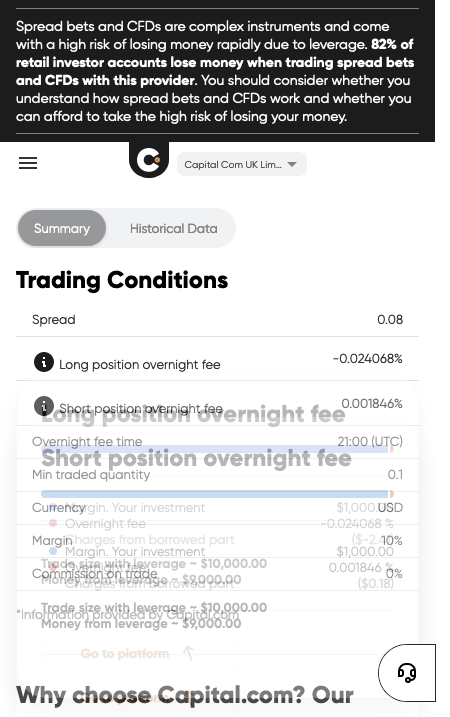 Spread bets and CFDs are complex instruments and come
with a high risk of losing money rapidly due to leverage. 82% of
retail investor accounts lose money when trading spread bets
and CFDs with this provider. You should consider whether you
understand how spread bets and CFDs work and whether you
can afford to take the high risk of losing your money.
Capital Com UK Lim...
Summary Historical Data
Trading Conditions
Spread 0.08
Long position overnight fee -0.024068%
Short position overnight fee 0.001846%
Long position overnight fee
Overnight fee time 21:00 (UTC)
Short position overnight fee
Min traded quantity 0.1
Currency USD
Margin. Your investment $1,000.00
Overnight fee -0.024068 %
Charges from borrowed part
Margin 10%
Margin. Your investment $1,000.00
Trade size with leverage ~ $10,000.00
Overnight fee 0.001846 %
Commission on trade 0%
Money from leverage ~ $9,000.00
Charges from borrowed part ($0.18)
Trade size with leverage ~ $10,000.00
*Information provided by Capital.com
Money from leverage ~ $9,000.00
Go to platform
Why choose Capital.com? Our